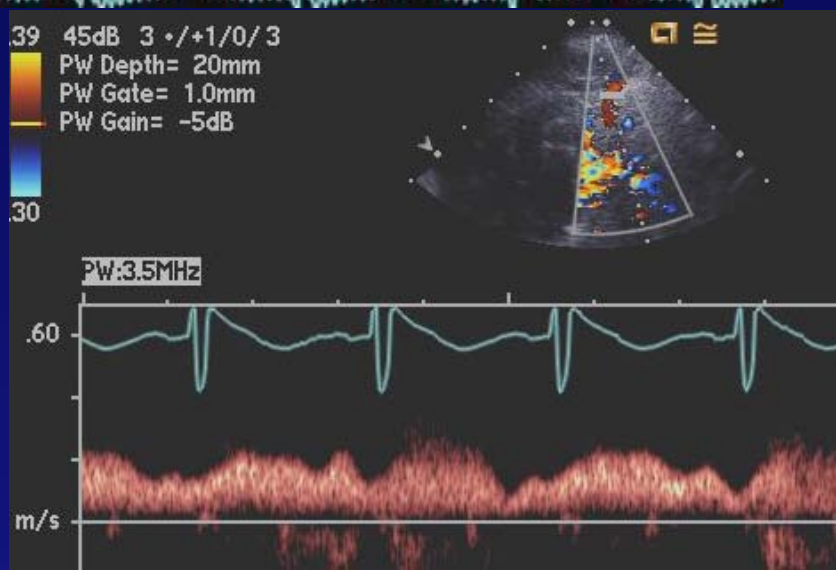 .39 45dB 3 •/+1/0/ 3
PW Depth= 20mm
PW Gate= 1.0mm
PW Gain= -5dB
.30
PW:3.5MHz
.60
m/s